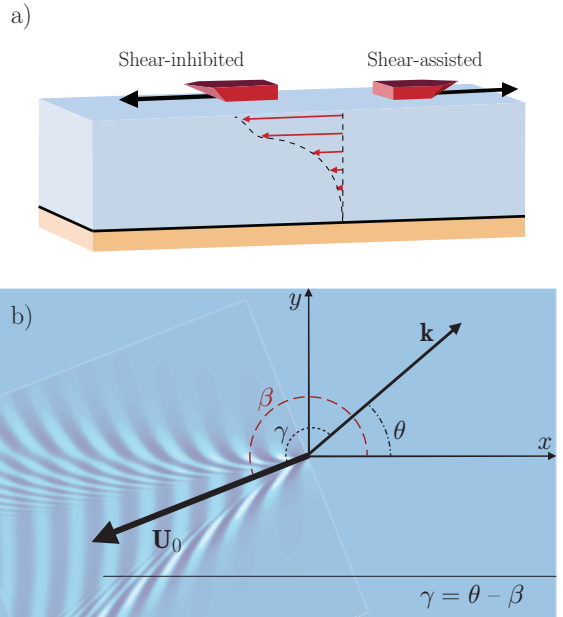 a)
Shear-inhibited
Shear-assisted
b)
y
k
β
γ
θ
x
U₀
γ = θ – β